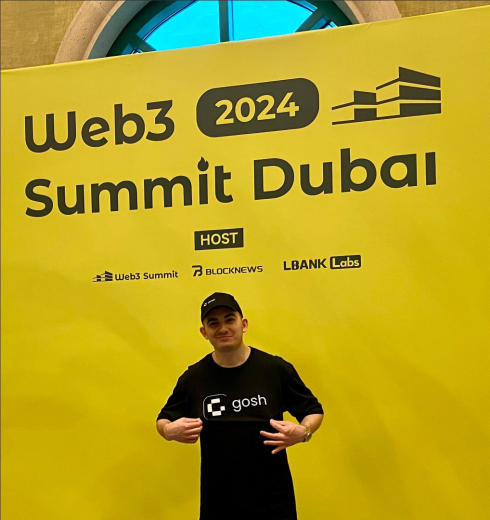 Web3 2024
Summit Dubai
HOST
Web3 Summit BLOCKNEWS LBANK Labs
gosh